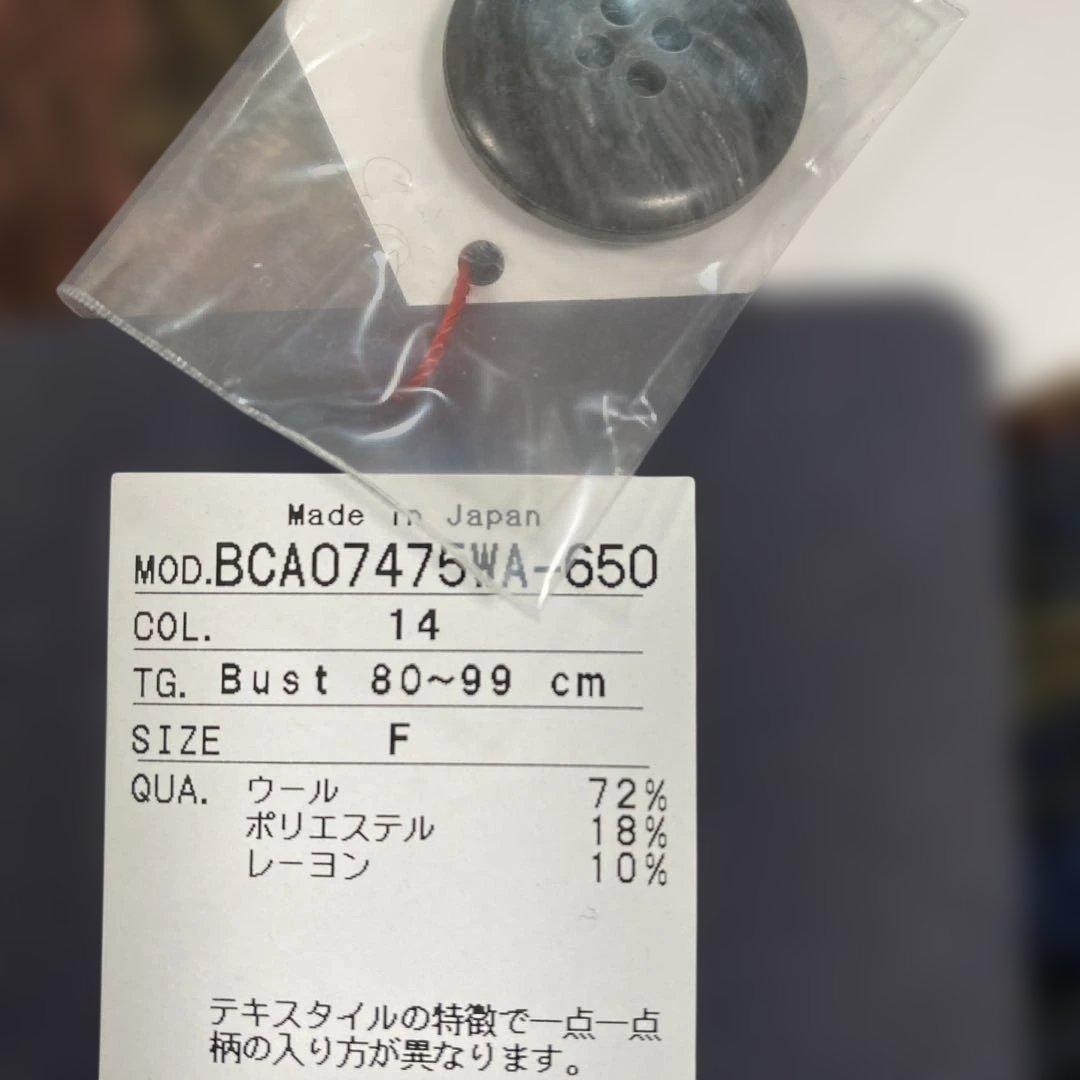 Made in Japan
MOD.BCA07475WA-650
COL. 14
TG. Bust 80~99 cm
SIZE F
QUA. ウール 72%
ポリエステル 18%
レーヨン 10%
テキスタイルの特徴で一点一点
柄の入り方が異なります。